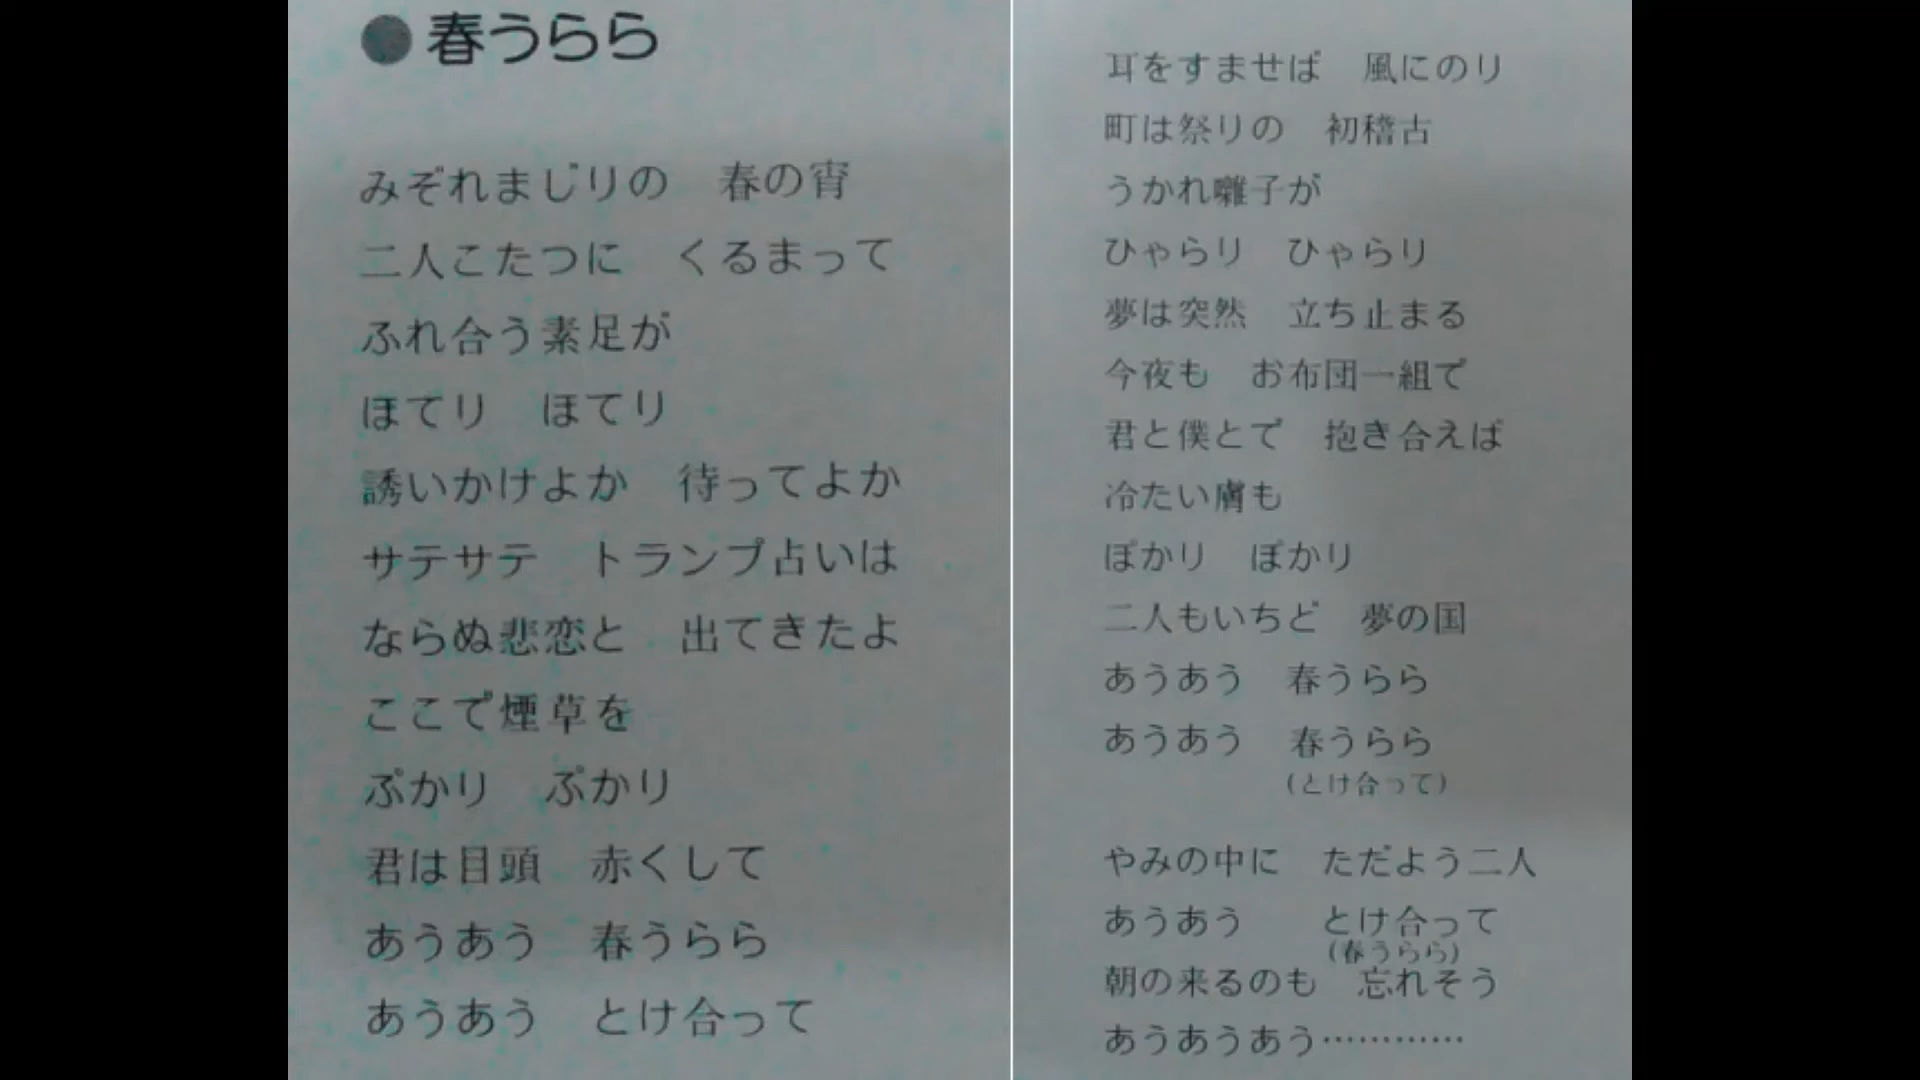 ●春うらら
みぞれまじりの　春の宵
二人こたつに　くるまって
ふれ合う素足が
ほてり　ほてり
誘いかけよか　待ってよか
サテサテ　トランプ占いは
ならぬ悲恋と　出てきたよ
ここで煙草を
ぷかり　ぷかり
君は目頭　赤くして
あうあう　春うらら
あうあう　とけ合って
耳をすませば　風にのり
町は祭りの　初稽古
うかれ囃子が
ひゃらり　ひゃらり
夢は突然　立ち止まる
今夜も　お布団一組で
君と僕とで　抱き合えば
冷たい膚も
ぽかり　ぽかり
二人もいちど　夢の国
あうあう　春うらら
あうあう　春うらら
(とけ合って)
やみの中に　ただよう二人
あうあう　とけ合って
(春うらら)
朝の来るのも　忘れそう
あうあうあう…………